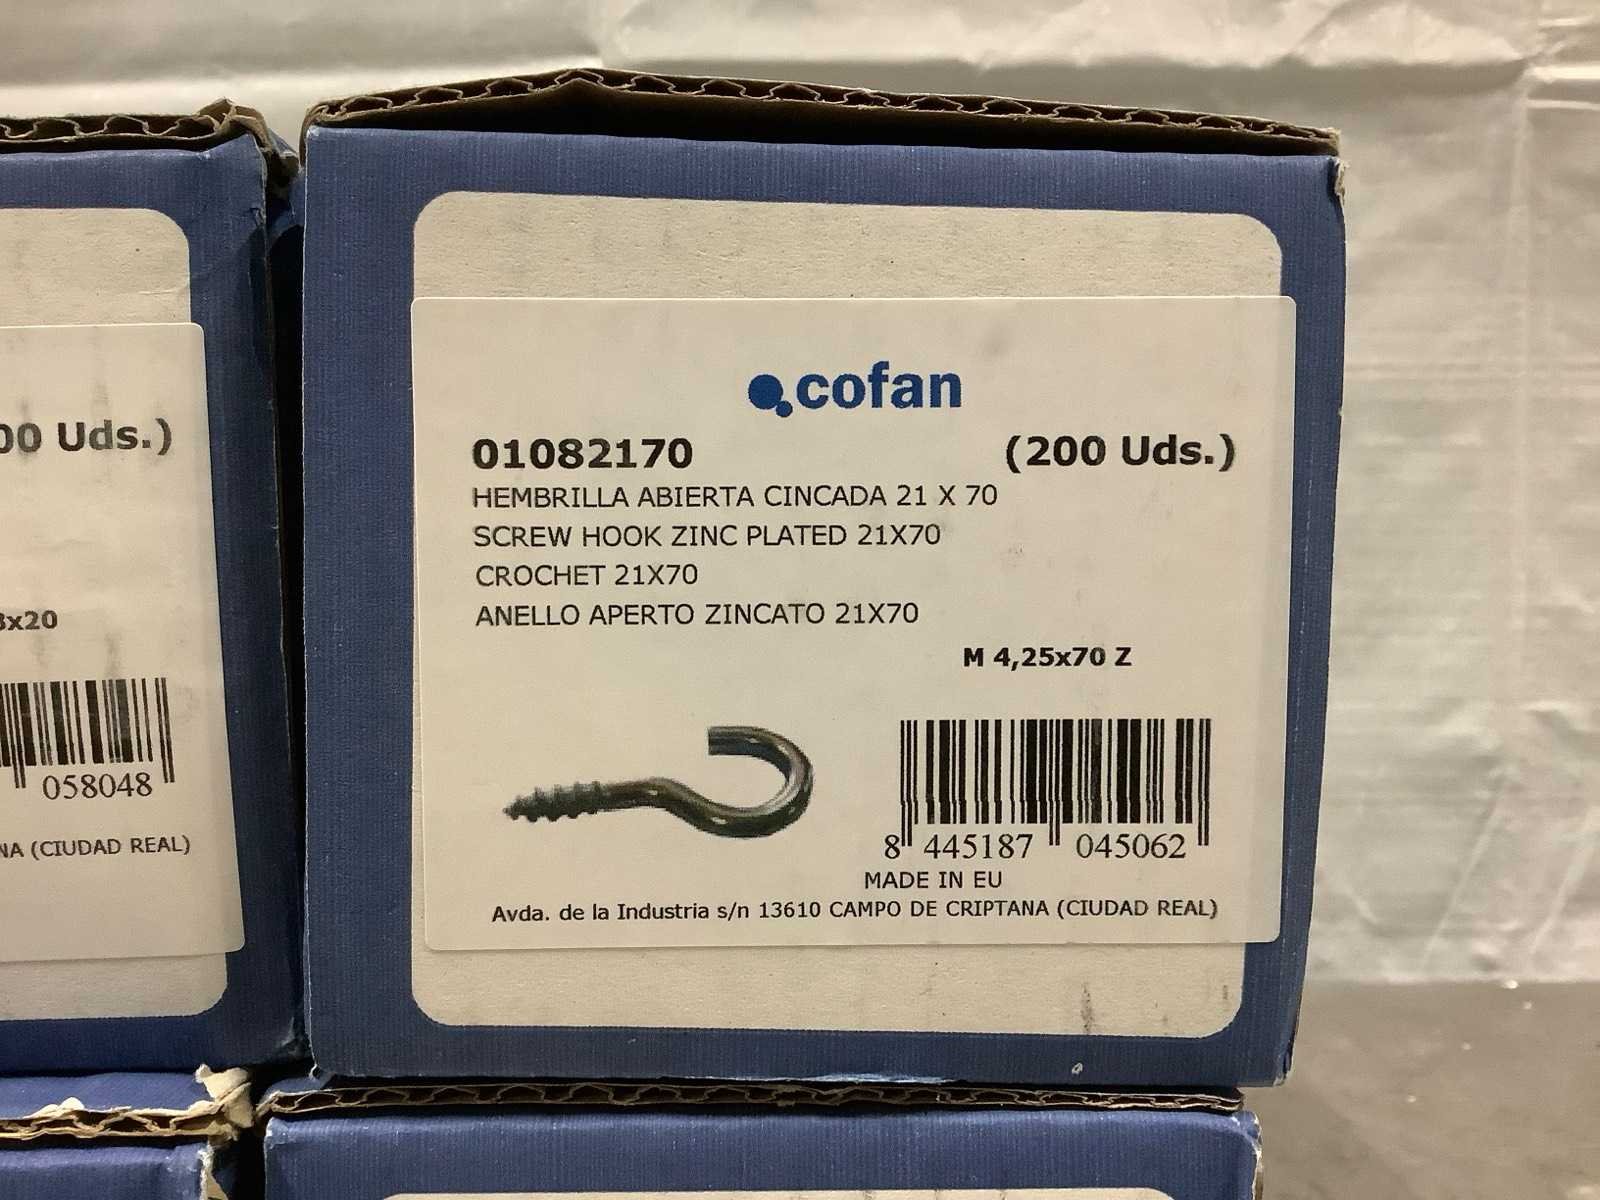 cofan
01082170 (200 Uds.)
HEMBRILLA ABIERTA CINCADA 21 X 70
SCREW HOOK ZINC PLATED 21X70
CROCHET 21X70
ANELLO APERTO ZINCATO 21X70
M 4,25x70 Z
8 445187 045062
MADE IN EU
Avda. de la Industria s/n 13610 CAMPO DE CRIPTANA (CIUDAD REAL)
00 Uds.)
x20
058048
(CIUDAD REAL)